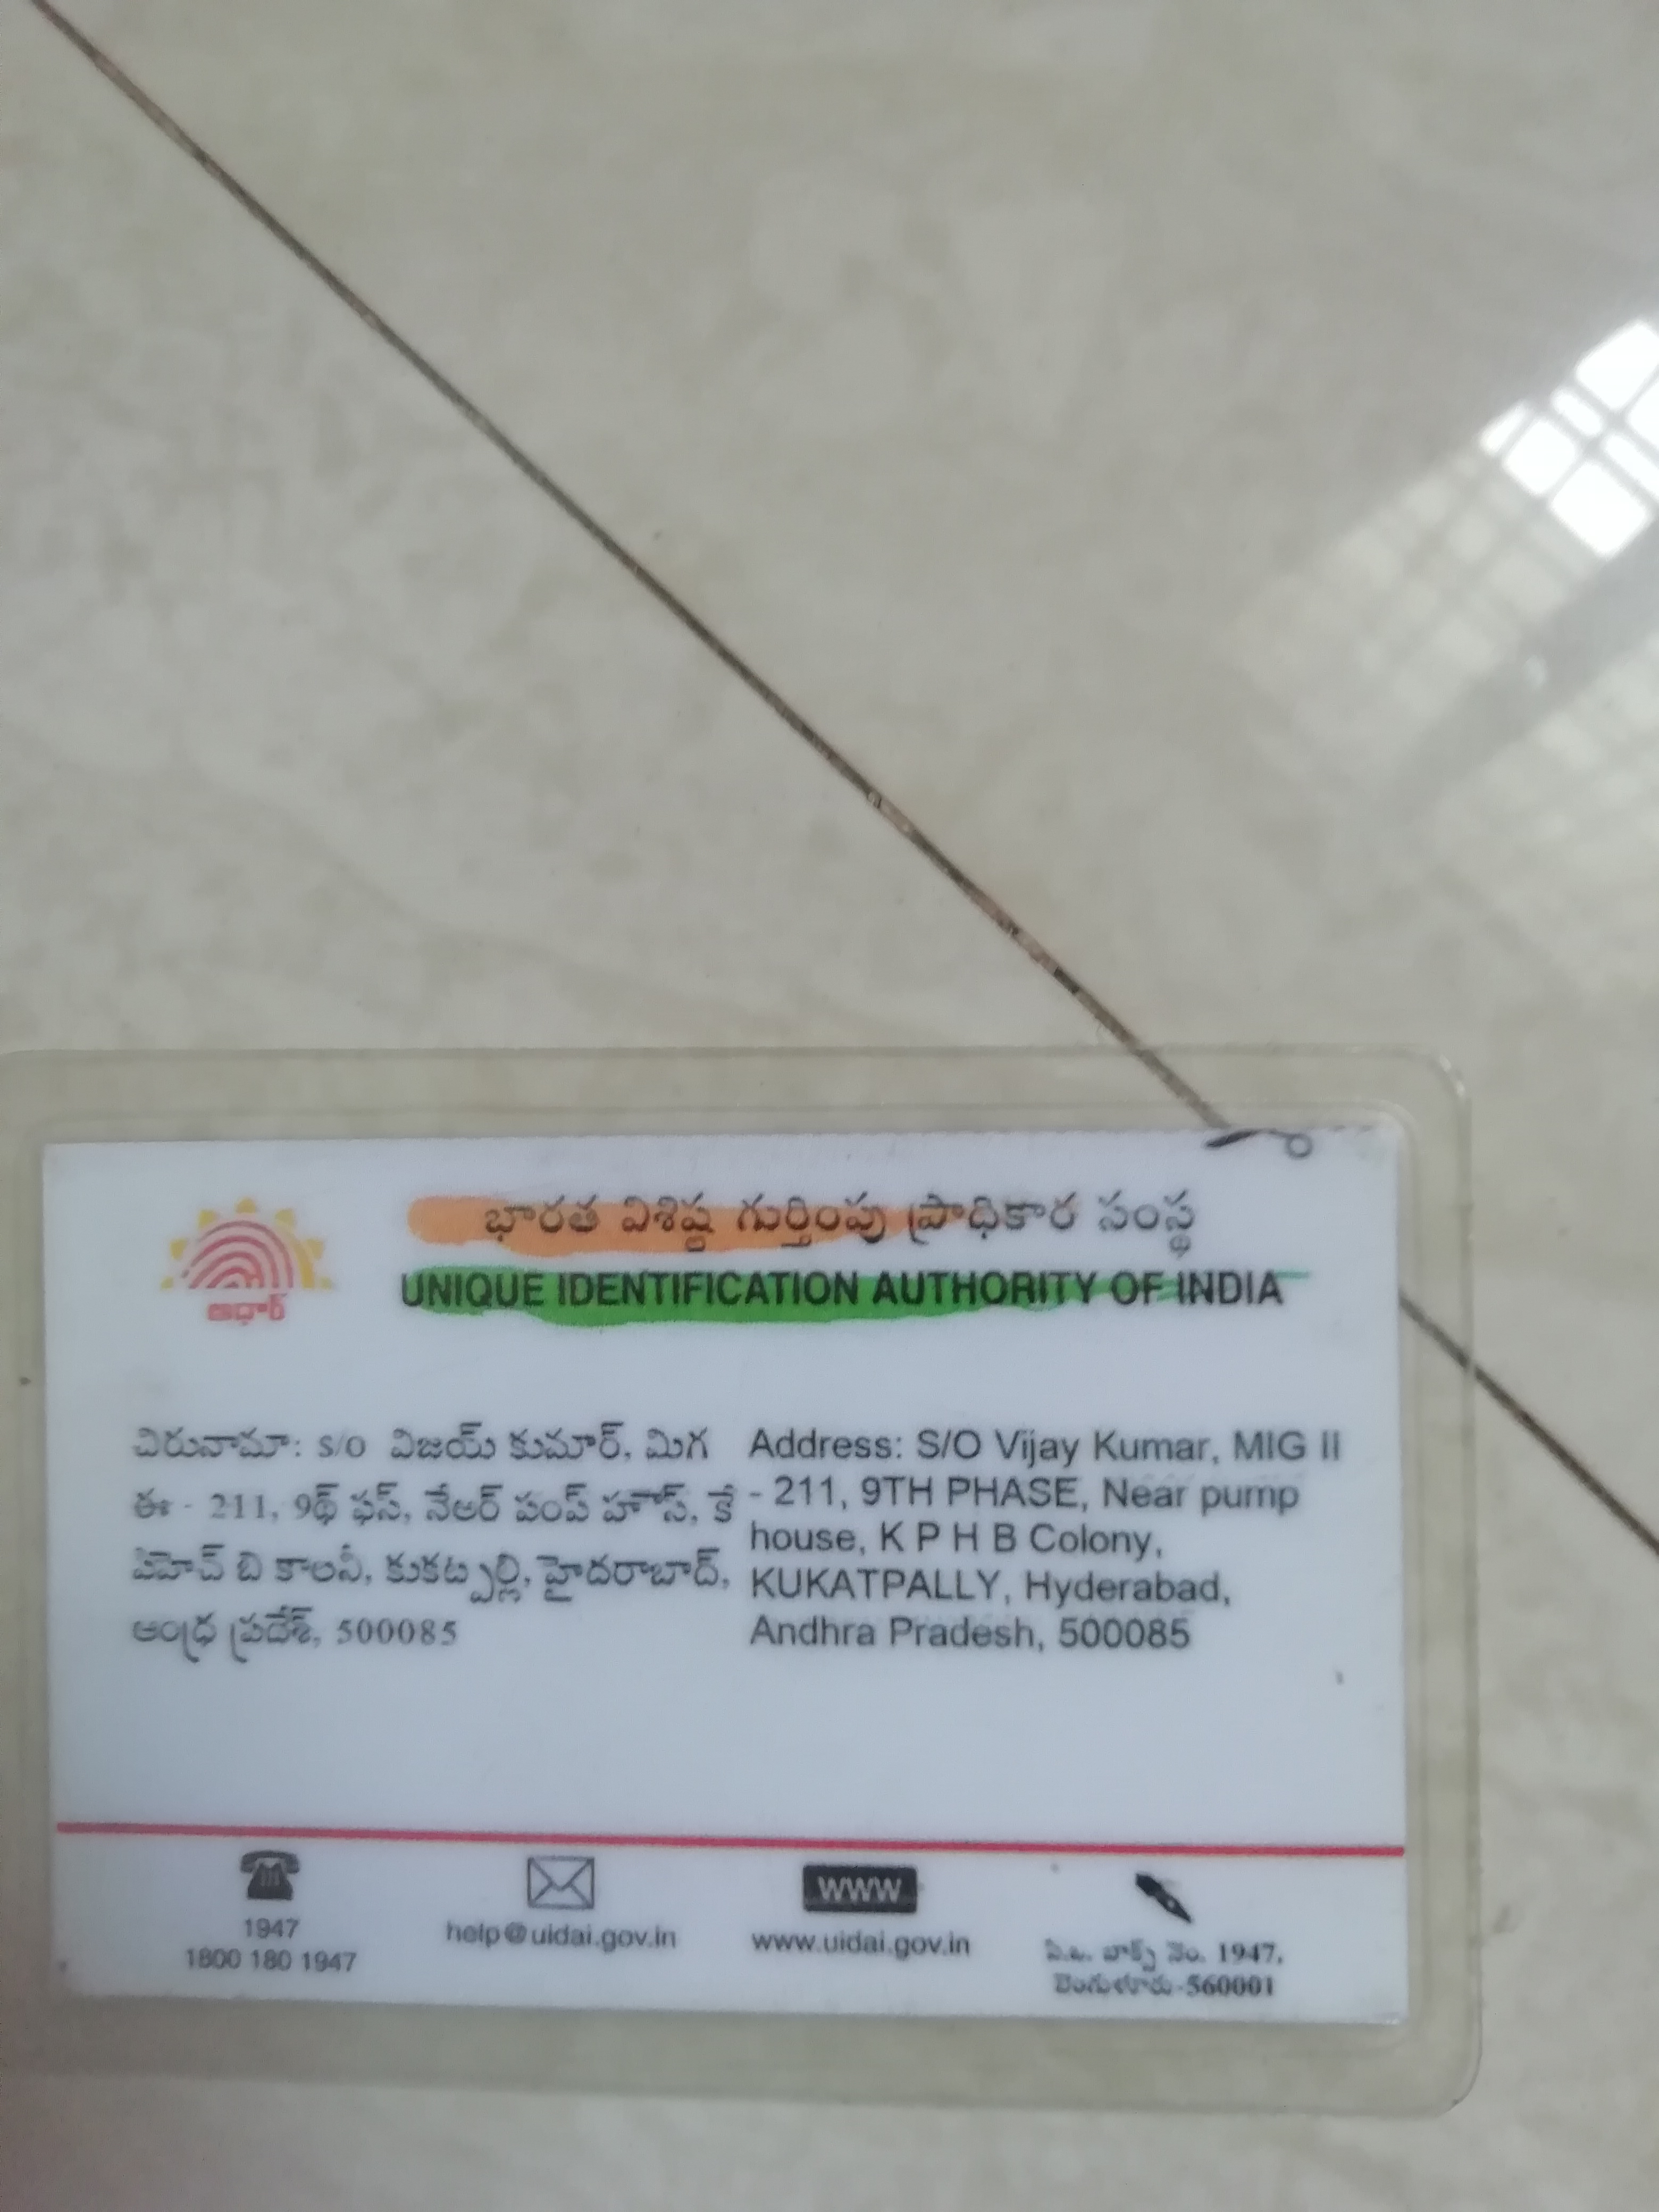 భారత విశిష్ట గుర్తింపు ప్రాధికార సంస్థ
UNIQUE IDENTIFICATION AUTHORITY OF INDIA
ఆధార్
చిరునామా: S/O విజయ్ కుమార్, మిగ
ఈ - 211, 9థ్ ఫస్, నేఅర్ పంప్ హౌస్, కే
పిహెచ్ బి కాలనీ, కుకట్పల్లి, హైదరాబాద్,
ఆంధ్ర ప్రదేశ్, 500085
Address: S/O Vijay Kumar, MIG II
- 211, 9TH PHASE, Near pump
house, K P H B Colony,
KUKATPALLY, Hyderabad,
Andhra Pradesh, 500085
1947
1800 180 1947
help@uidai.gov.in
www
www.uidai.gov.in
పి.ఒ. బాక్స్ నెం. 1947,
బెంగుళూరు-560001